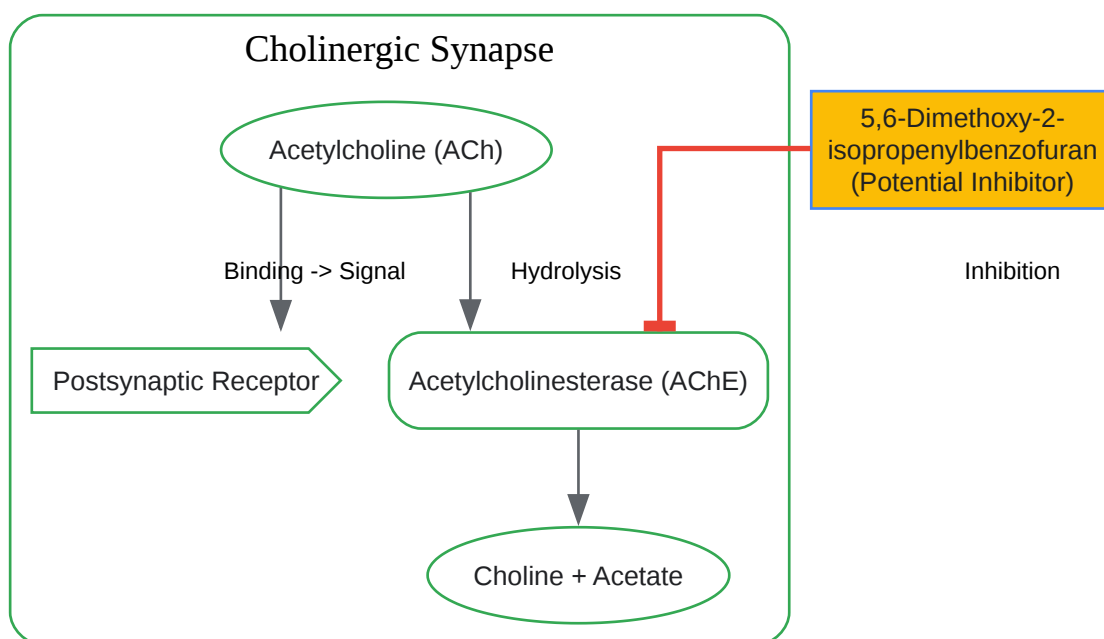 Cholinergic Synapse
Acetylcholine (ACh)
5,6-Dimethoxy-2-
isopropenylbenzofuran
(Potential Inhibitor)
Binding -> Signal
Hydrolysis
Inhibition
Postsynaptic Receptor
Acetylcholinesterase (AChE)
Choline + Acetate